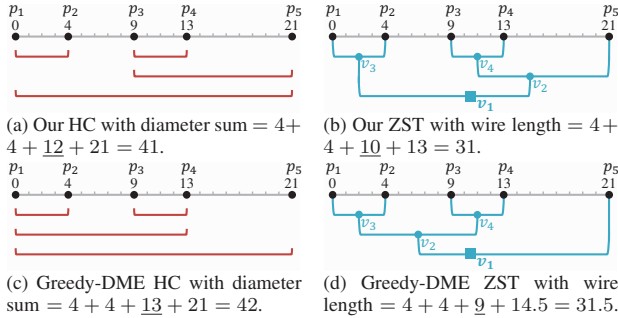 p₁ p₂ p₃ p₄ p₅
0 4 9 13 21
(a) Our HC with diameter sum = 4+
4 + 12 + 21 = 41.
p₁ p₂ p₃ p₄ p₅
0 4 9 13 21
v₃ v₄
v₂
v₁
(b) Our ZST with wire length = 4+
4 + 10 + 13 = 31.
p₁ p₂ p₃ p₄ p₅
0 4 9 13 21
(c) Greedy-DME HC with diameter
sum = 4 + 4 + 13 + 21 = 42.
p₁ p₂ p₃ p₄ p₅
0 4 9 13 21
v₃ v₄
v₂
v₁
(d) Greedy-DME ZST with wire
length = 4 + 4 + 9 + 14.5 = 31.5.